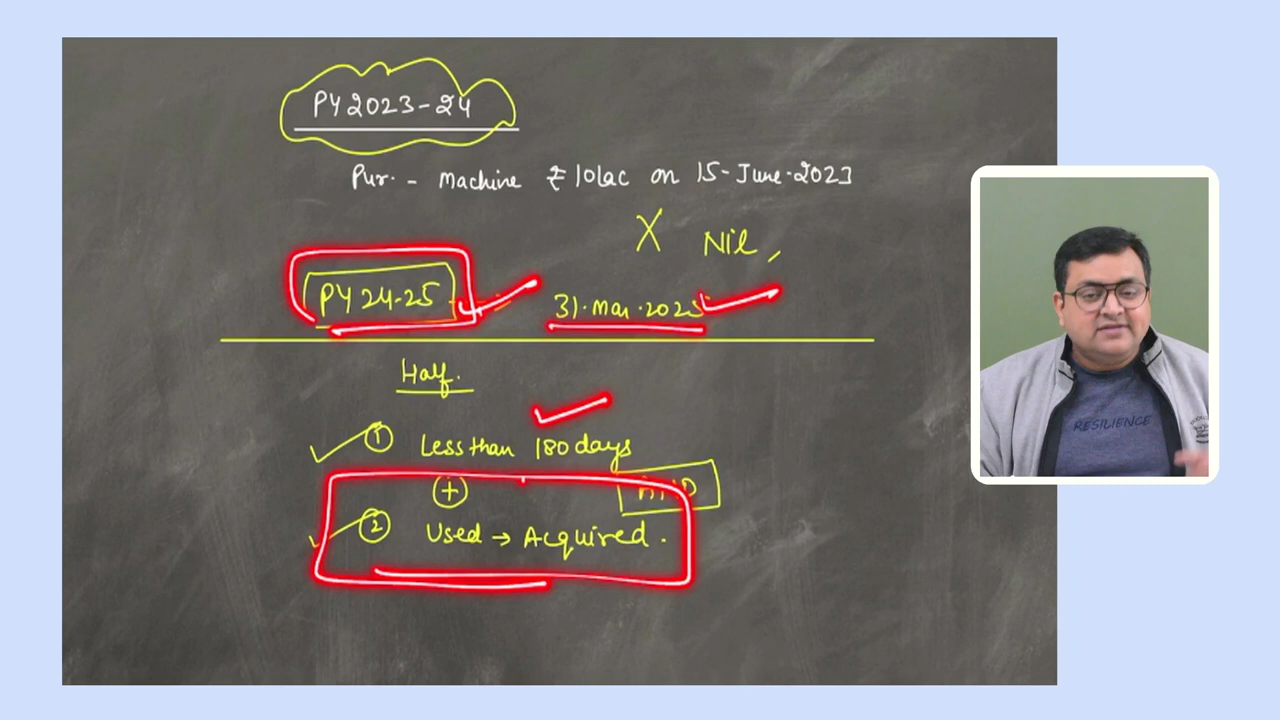 PY 2023-24
Pur. - Machine ₹ 10lac on 15-June-2023
X Nil,
PY 24-25 31.Mar.2025
Half.
① Less than 180 days
+
② Used → Acquired.
RESILIENCE